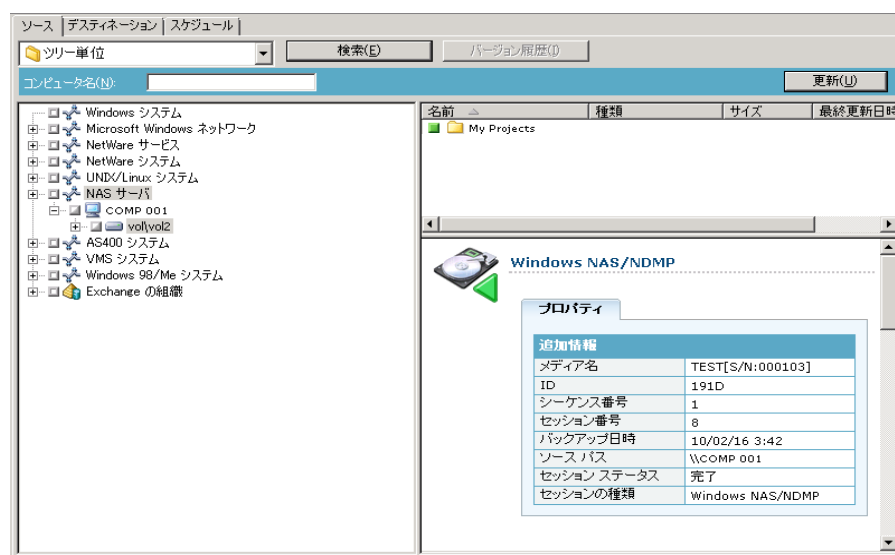 ソース デスティネーション スケジュール
ツリー単位 検索(E) バージョン履歴(I)
コンピュータ名(N): 更新(U)
Windows システム
Microsoft Windows ネットワーク
NetWare サービス
NetWare システム
UNIX/Linux システム
NAS サーバ
COMP 001
vol\vol2
AS400 システム
VMS システム
Windows 98/Me システム
Exchange の組織
名前 種類 サイズ 最終更新日時
My Projects
Windows NAS/NDMP
プロパティ
追加情報
メディア名 TEST[S/N:000103]
ID 191D
シーケンス番号 1
セッション番号 8
バックアップ日時 10/02/16 3:42
ソース パス \\COMP 001
セッション ステータス 完了
セッションの種類 Windows NAS/NDMP